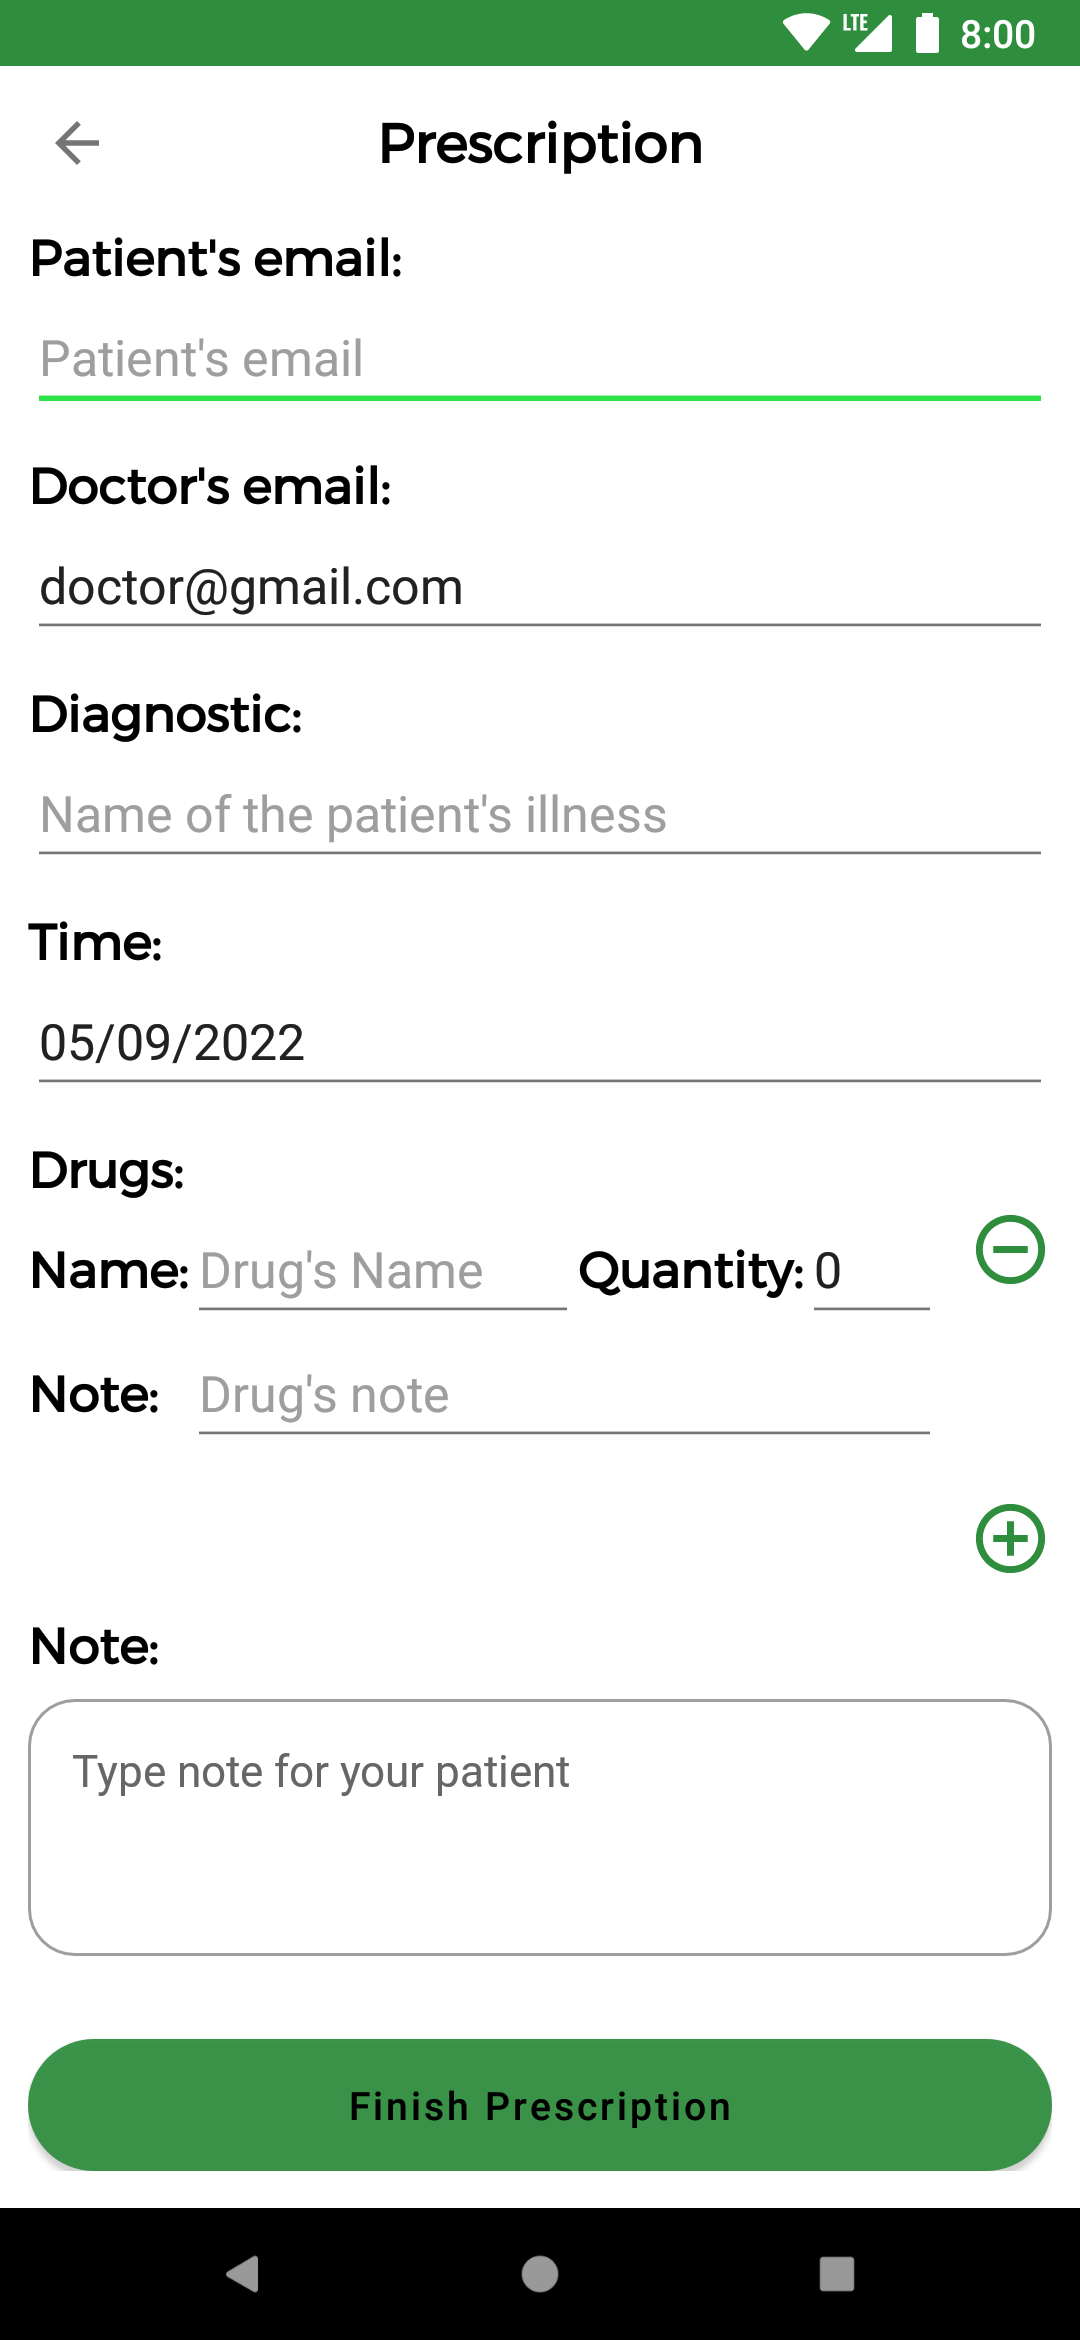 LTE 8:00
Prescription
Patient's email:
Patient's email
Doctor's email:
doctor@gmail.com
Diagnostic:
Name of the patient's illness
Time:
05/09/2022
Drugs:
Name: Drug's Name Quantity: 0
Note: Drug's note
Note:
Type note for your patient
Finish Prescription